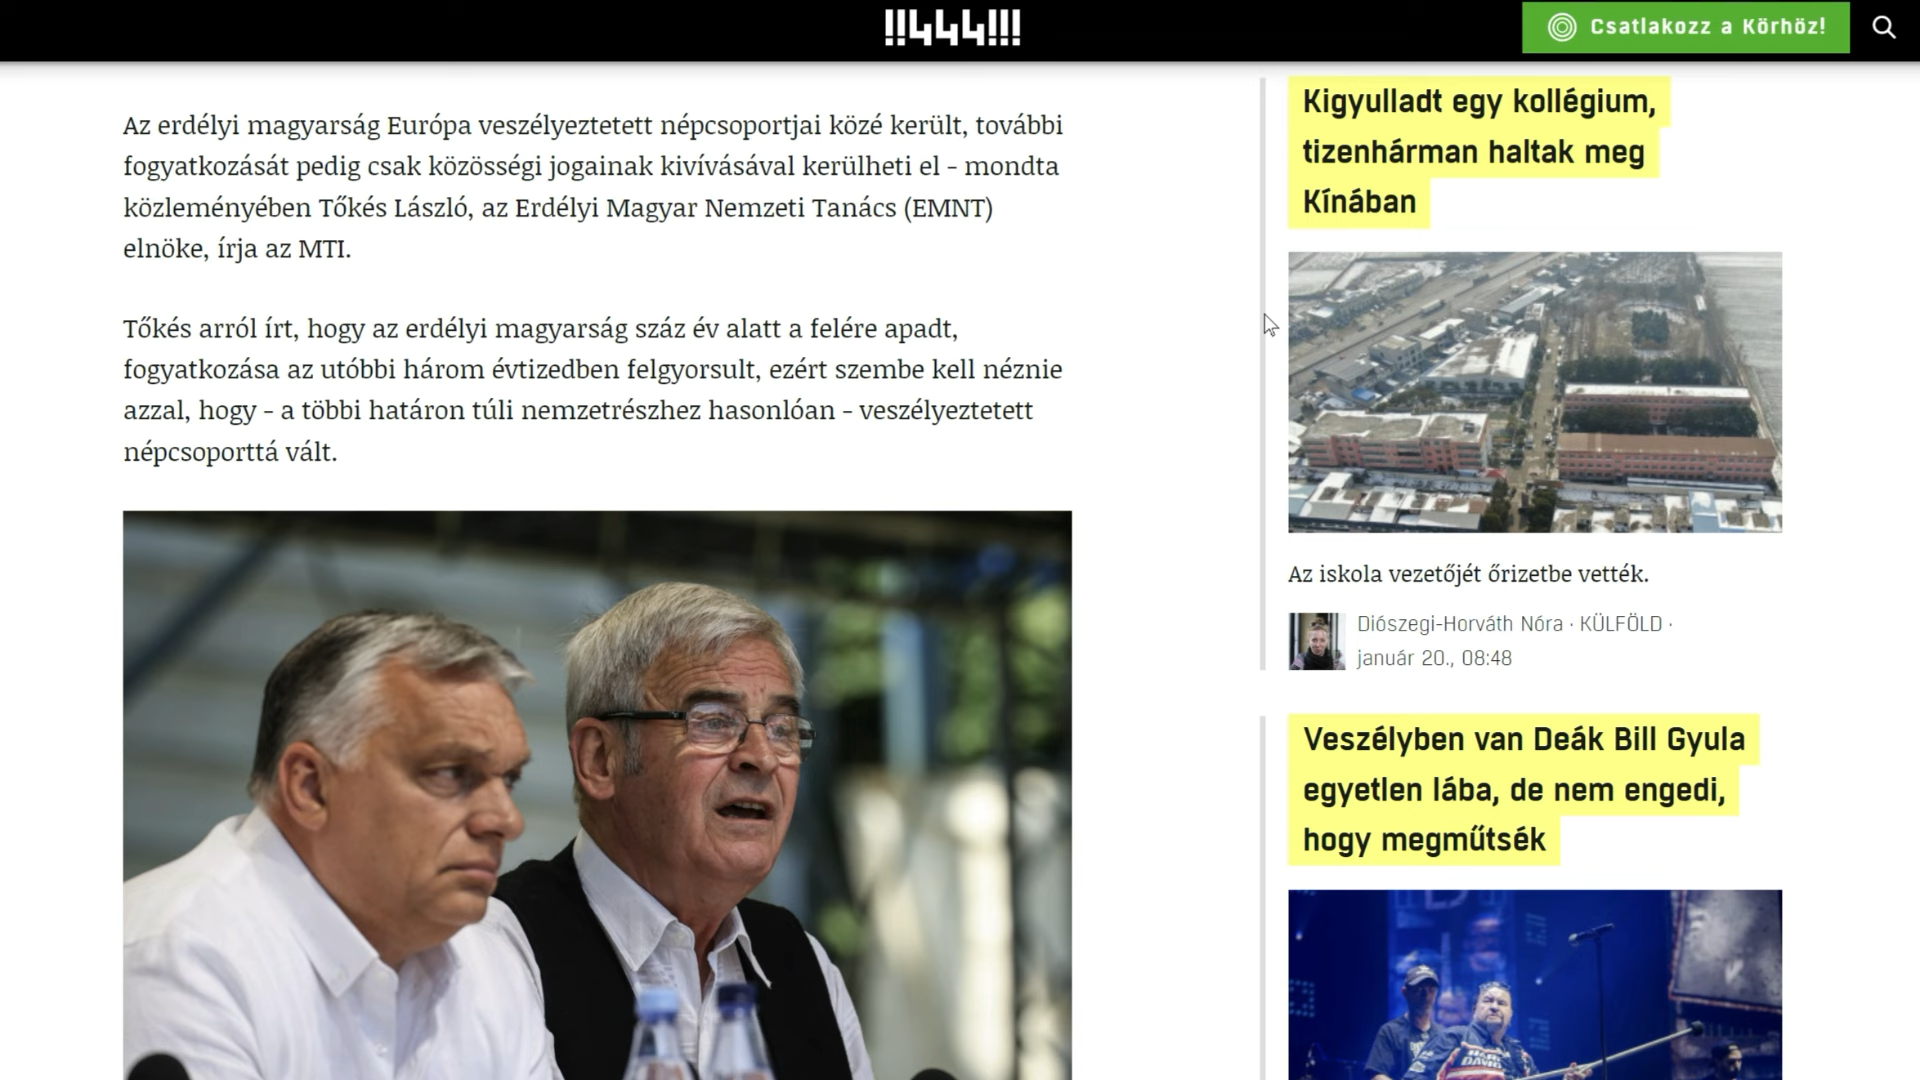 !!444!!!
Csatlakozz a Körhöz!
Az erdélyi magyarság Európa veszélyeztetett népcsoportjai közé került, további
fogyatkozását pedig csak közösségi jogainak kivívásával kerülheti el - mondta
közleményében Tőkés László, az Erdélyi Magyar Nemzeti Tanács (EMNT)
elnöke, írja az MTI.
Tőkés arról írt, hogy az erdélyi magyarság száz év alatt a felére apadt,
fogyatkozása az utóbbi három évtizedben felgyorsult, ezért szembe kell néznie
azzal, hogy - a többi határon túli nemzetrészhez hasonlóan - veszélyeztetett
népcsoporttá vált.
Kigyulladt egy kollégium,
tizenhárman haltak meg
Kínában
Az iskola vezetőjét őrizetbe vették.
Diószegi-Horváth Nóra · KÜLFÖLD ·
január 20., 08:48
Veszélyben van Deák Bill Gyula
egyetlen lába, de nem engedi,
hogy megműtsék